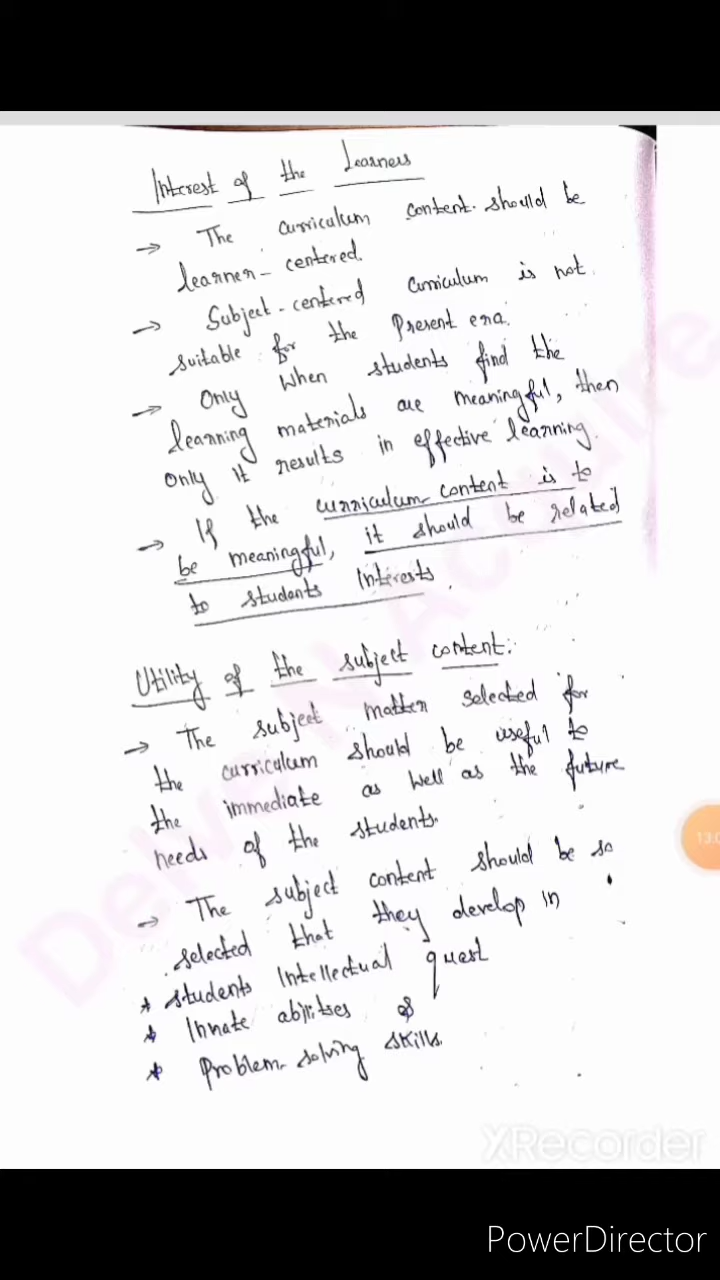 Interest of the Learners
→ The curriculum content should be
learner-centered.
→ Subject-centered curriculum is not
suitable for the Present era.
→ Only when students find the
learning materials are meaningful, then
only it results in effective learning.
→ If the curriculum content is to
be meaningful, it should be related
to students interests.
Utility of the subject content:
→ The subject matter selected for
the curriculum should be useful to
the immediate as well as the future
needs of the students.
→ The subject content should be so
selected that they develop in
* students Intellectual quest
* Innate abilities &
* Problem-solving skills.
13:0
XRecorder
PowerDirector